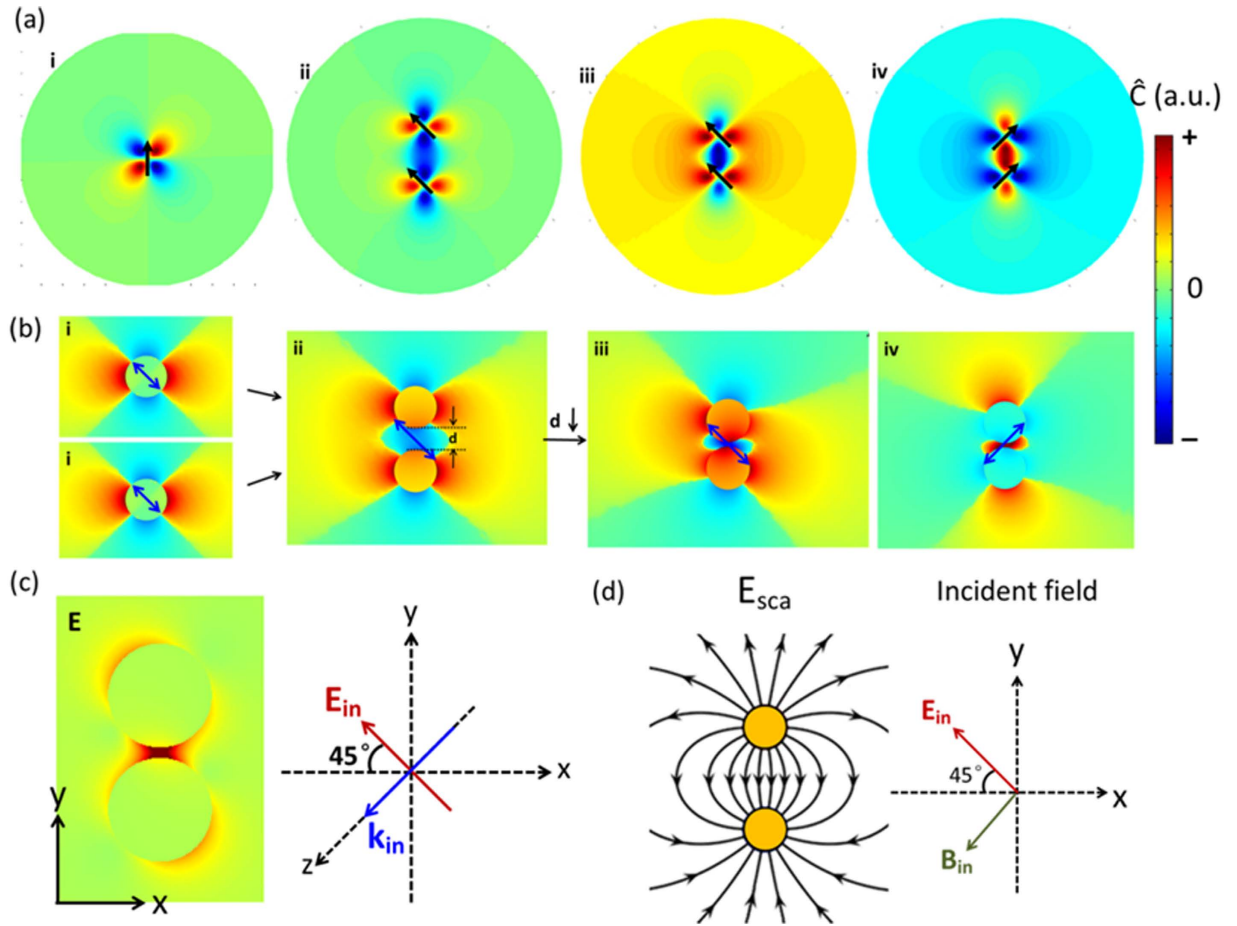 (a)
i
ii
iii
iv
Ĉ (a.u.)
+
0
−
(b)
i
i
ii
d
d ↓
iii
iv
(c)
E
y
x
y
E_in
45°
x
k_in
z
(d)
E_sca
Incident field
y
E_in
45°
x
B_in